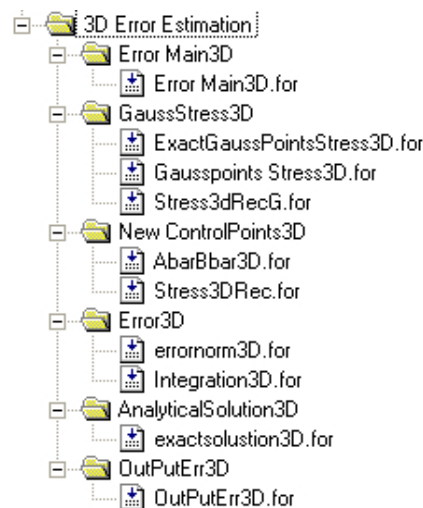 3D Error Estimation
Error Main3D
Error Main3D.for
GaussStress3D
ExactGaussPointsStress3D.for
Gausspoints Stress3D.for
Stress3dRecG.for
New ControlPoints3D
AbarBbar3D.for
Stress3DRec.for
Error3D
errornorm3D.for
Integration3D.for
AnalyticalSolution3D
exactsolustion3D.for
OutPutErr3D
OutPutErr3D.for